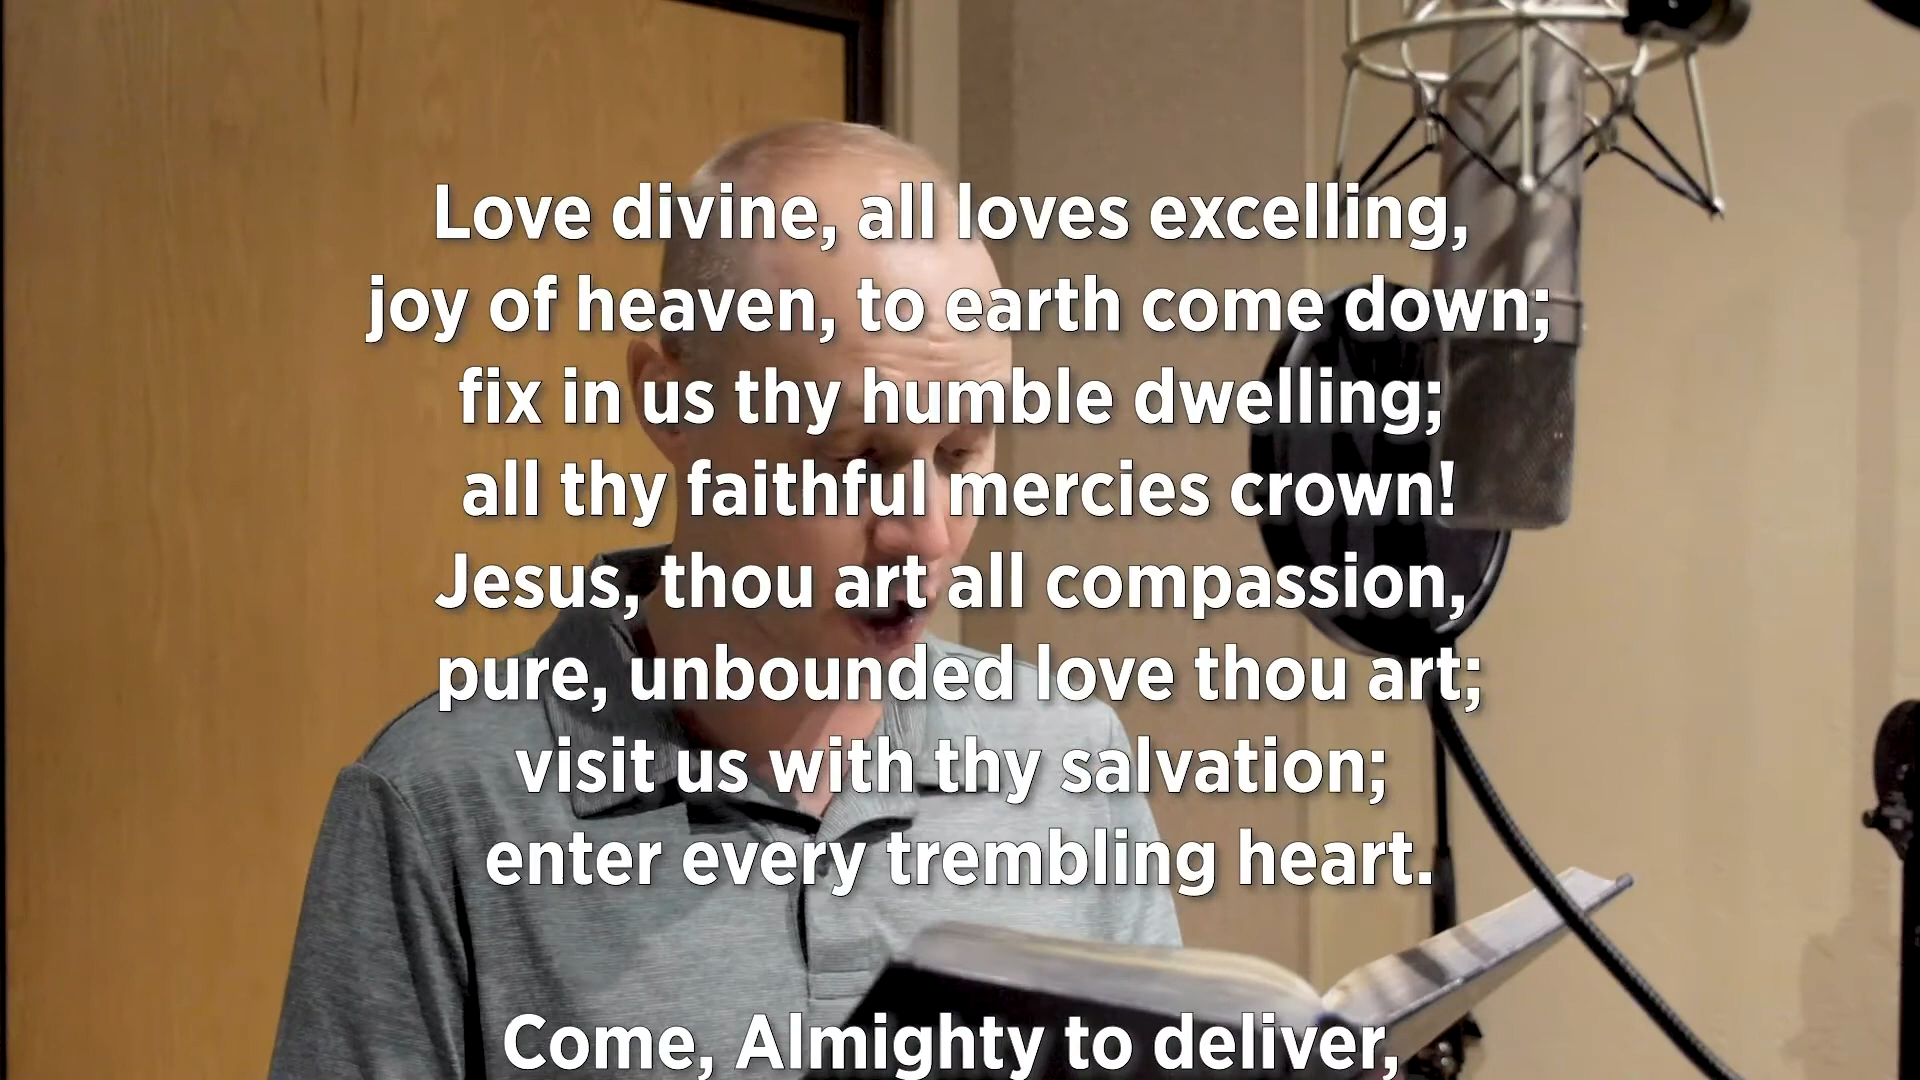 Love divine, all loves excelling,
joy of heaven, to earth come down;
fix in us thy humble dwelling;
all thy faithful mercies crown!
Jesus, thou art all compassion,
pure, unbounded love thou art;
visit us with thy salvation;
enter every trembling heart.
Come, Almighty to deliver,